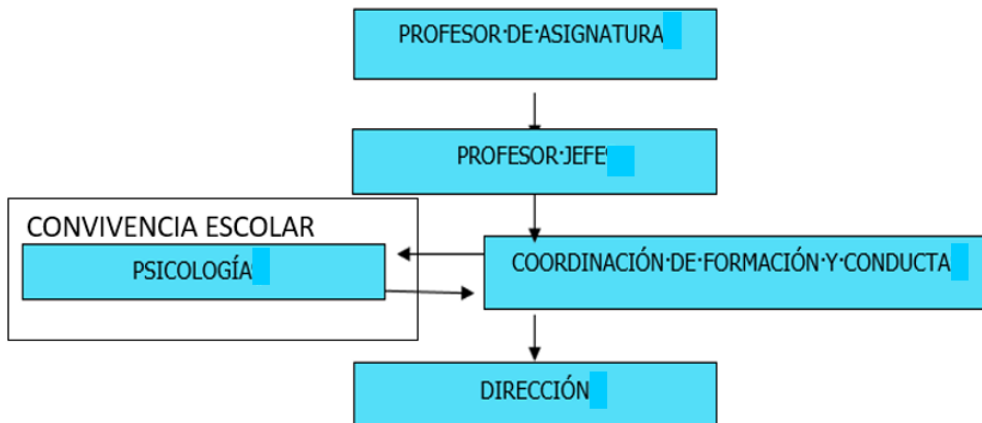 PROFESOR·DE·ASIGNATURA
PROFESOR·JEFE
CONVIVENCIA ESCOLAR
PSICOLOGÍA
COORDINACIÓN·DE·FORMACIÓN·Y·CONDUCTA
DIRECCIÓN